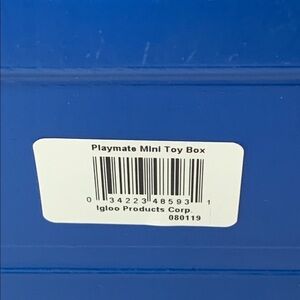 Playmate Mini Toy Box
0 34223 48593 1
Igloo Products Corp.
080119